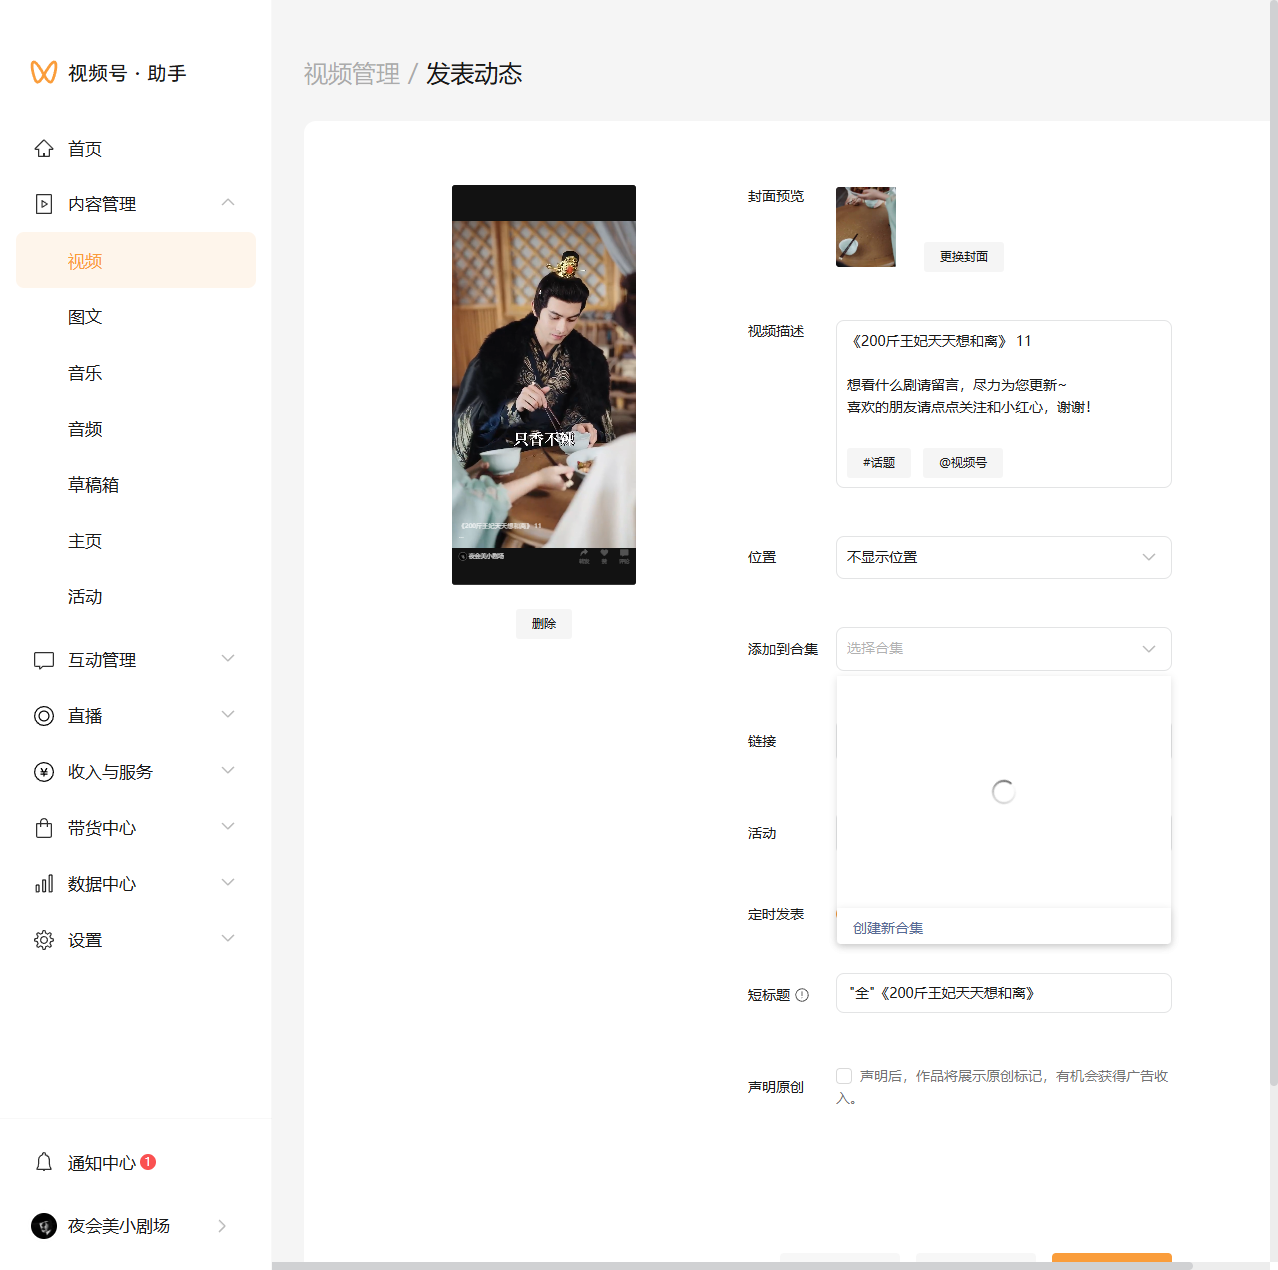 视频号 · 助手
首页
内容管理
视频
图文
音乐
音频
草稿箱
主页
活动
互动管理
直播
收入与服务
带货中心
数据中心
设置
通知中心 1
夜会美小剧场
视频管理 / 发表动态
只香不辣
《200斤王妃天天想和离》 11
夜会美小剧场
删除
封面预览
更换封面
视频描述
《200斤王妃天天想和离》 11
想看什么剧请留言，尽力为您更新~
喜欢的朋友请点点关注和小红心，谢谢！
#话题
@视频号
位置
不显示位置
添加到合集
选择合集
链接
活动
定时发表
创建新合集
短标题
"全"《200斤王妃天天想和离》
声明原创
声明后，作品将展示原创标记，有机会获得广告收
入。